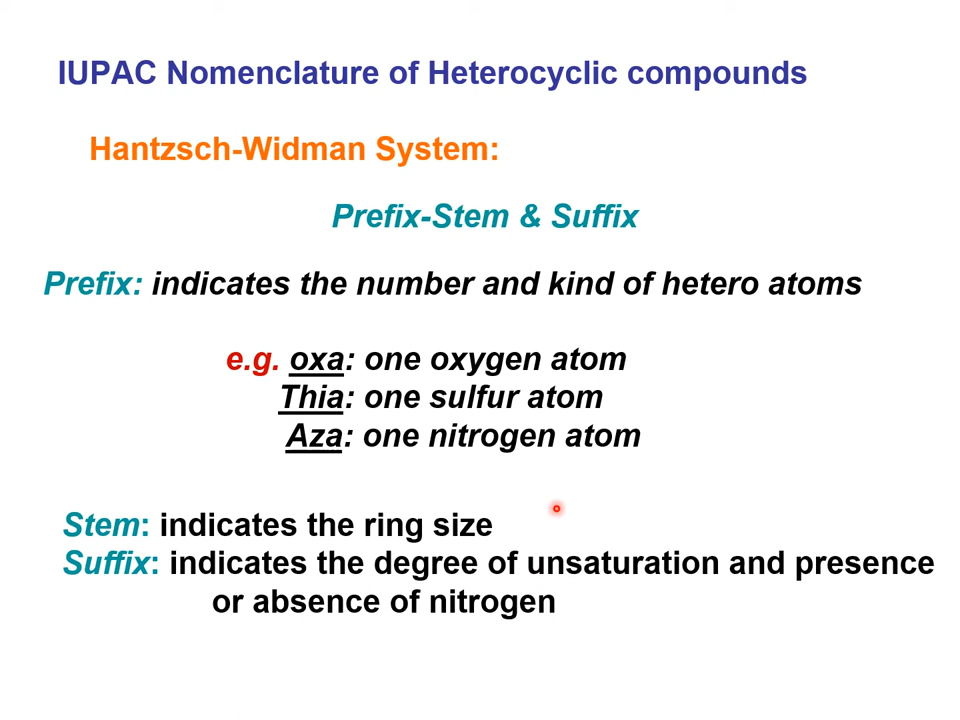 IUPAC Nomenclature of Heterocyclic compounds
Hantzsch-Widman System:
Prefix-Stem & Suffix
Prefix: indicates the number and kind of hetero atoms
e.g. oxa: one oxygen atom
Thia: one sulfur atom
Aza: one nitrogen atom
Stem: indicates the ring size
Suffix: indicates the degree of unsaturation and presence
or absence of nitrogen